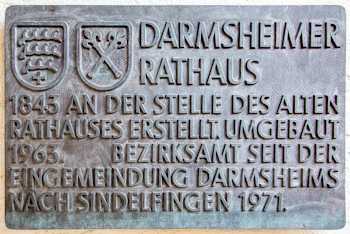 DARMSHEIMER
RATHAUS
1843 AN DER STELLE DES ALTEN
RATHAUSES ERSTELLT. UMGEBAUT
1963. BEZIRKSAMT SEIT DER
EINGEMEINDUNG DARMSHEIMS
NACH SINDELFINGEN 1971.